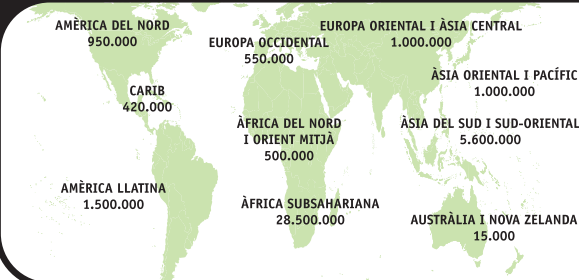 AMÈRICA DEL NORD
950.000
EUROPA OCCIDENTAL
550.000
EUROPA ORIENTAL I ÀSIA CENTRAL
1.000.000
ÀSIA ORIENTAL I PACÍFIC
1.000.000
CARIB
420.000
ÀFRICA DEL NORD
I ORIENT MITJÀ
500.000
ÀSIA DEL SUD I SUD-ORIENTAL
5.600.000
AMÈRICA LLATINA
1.500.000
ÀFRICA SUBSAHARIANA
28.500.000
AUSTRÀLIA I NOVA ZELANDA
15.000